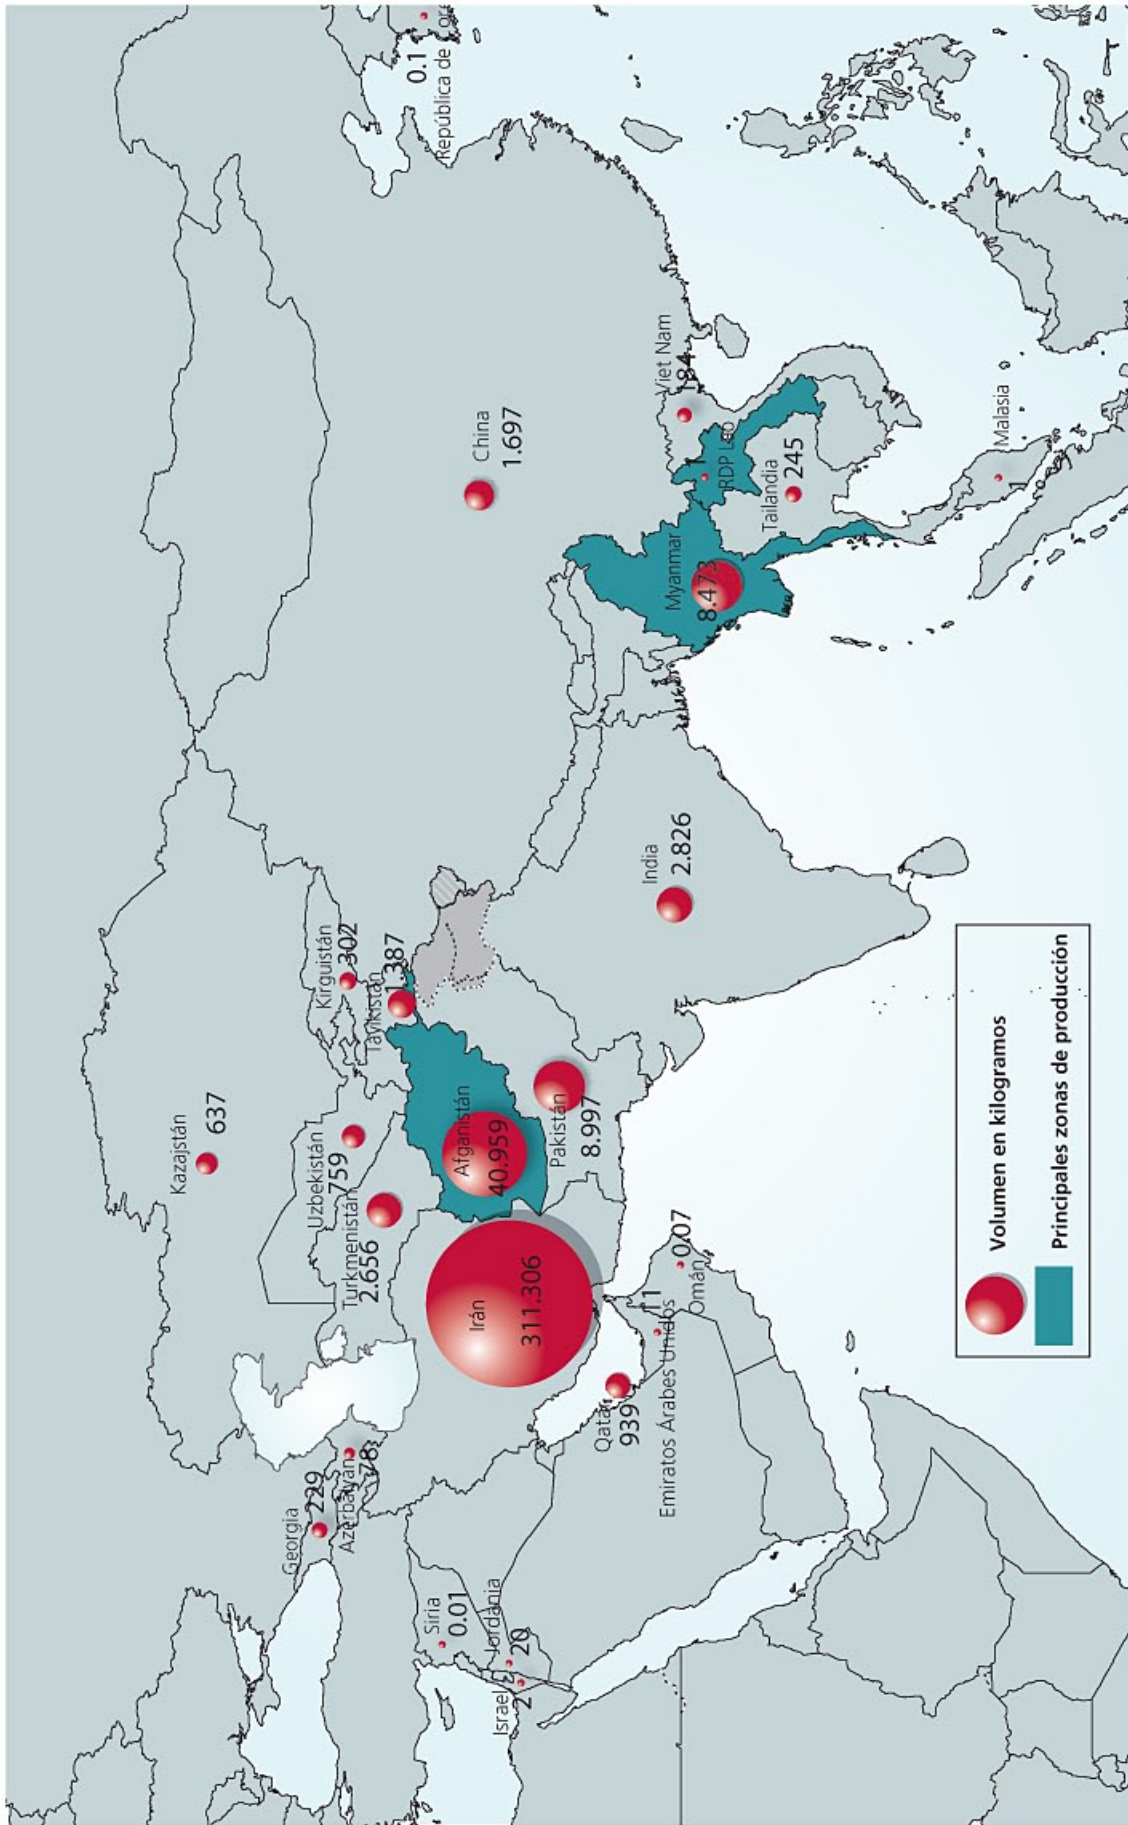 Kazajstán
637
Georgia
229
Azerbaiyán
78
Uzbekistán
759
Kirguistán
302
Turkmenistán
2.656
Tayikistán
1.387
Siria
0.01
Jordania
20
Israel
2
Irán
311.306
Afganistán
40.959
Pakistán
8.997
Qatar
939
Emiratos Árabes Unidos
11
Omán
0.07
India
2.826
China
1.697
Myanmar
8.473
RDP Lao
1
Viet Nam
184
Tailandia
245
Malasia
1
0.1
República de
Volumen en kilogramos
Principales zonas de producción